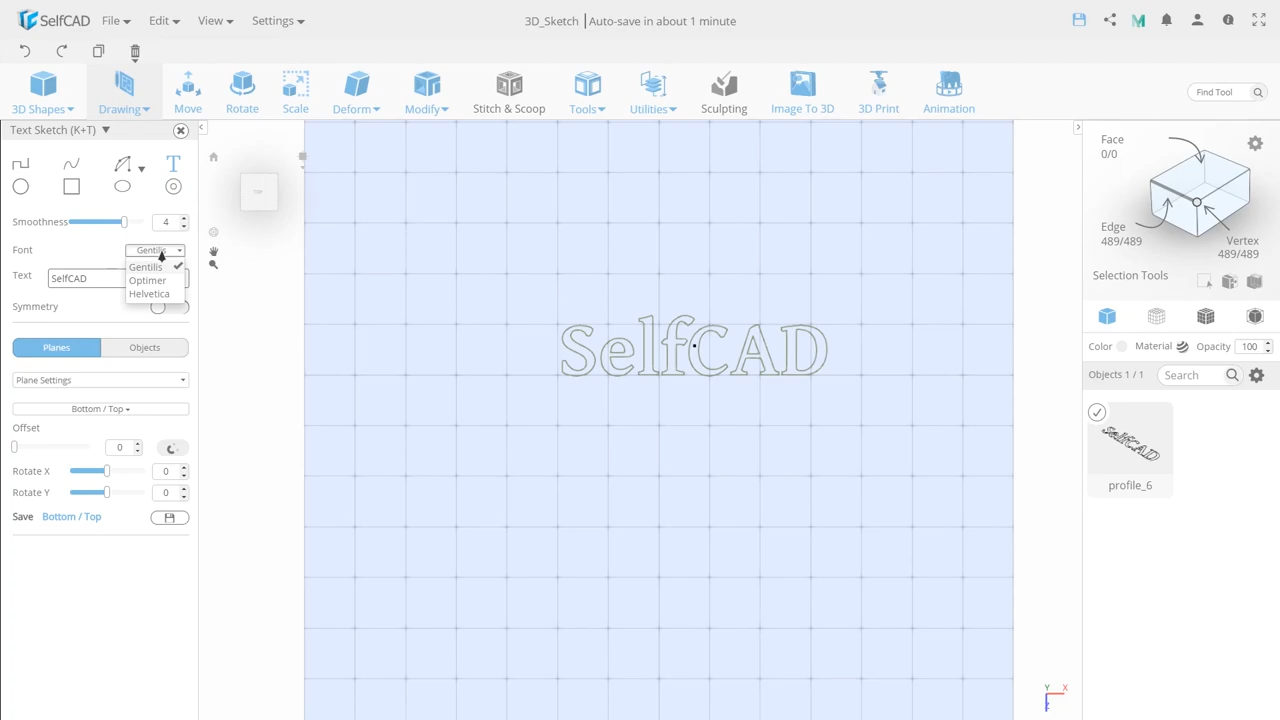 SelfCAD File Edit View Settings 3D_Sketch Auto-save in about 1 minute
3D Shapes Drawing Move Rotate Scale Deform Modify Stitch & Scoop Tools Utilities Sculpting Image To 3D 3D Print Animation Find Tool
Text Sketch (K+T)
T
Smoothness 4
Font Gentilis
Gentilis
Optimer
Helvetica
Text SelfCAD
Symmetry
Planes Objects
Plane Settings
Bottom / Top
Offset
0
Rotate X 0
Rotate Y 0
Save Bottom / Top
TOP
SelfCAD
Y X
Z
Face
0/0
Edge
489/489
Vertex
489/489
Selection Tools
Color Material Opacity 100
Objects 1 / 1 Search
SelfCAD
profile_6